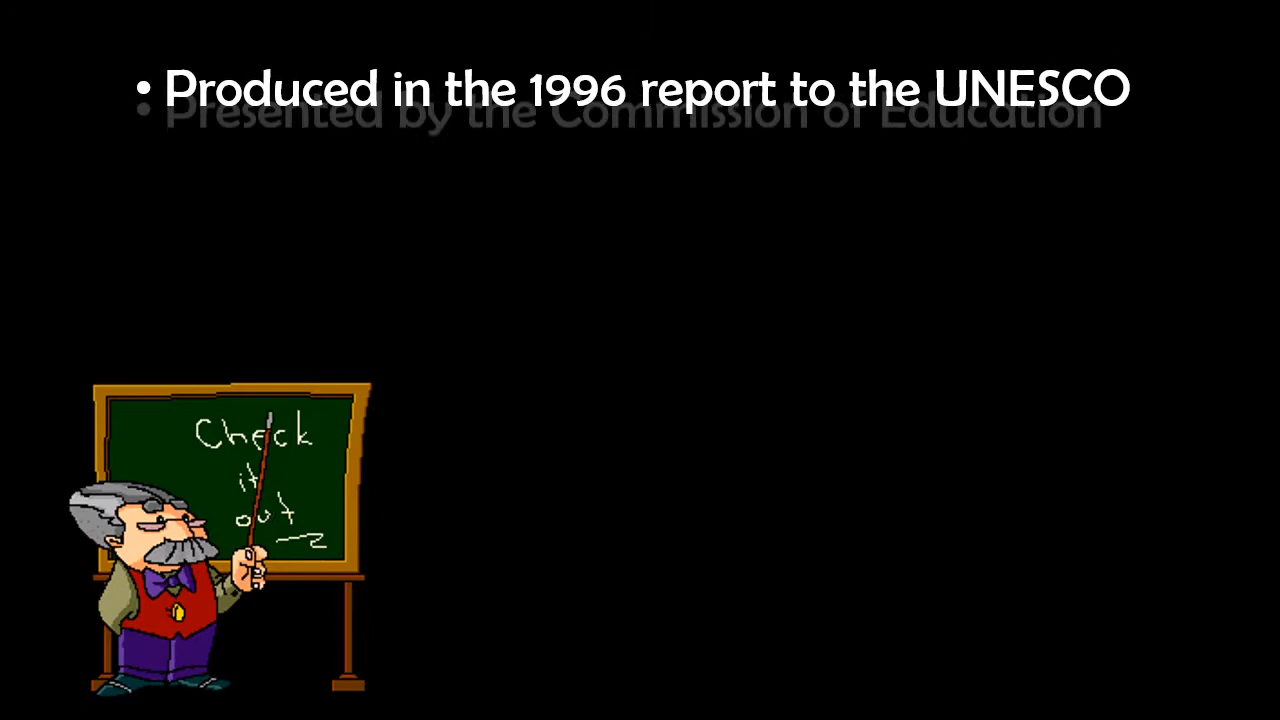 • Produced in the 1996 report to the UNESCO
• Presented by the Commission of Education
Check
it
out